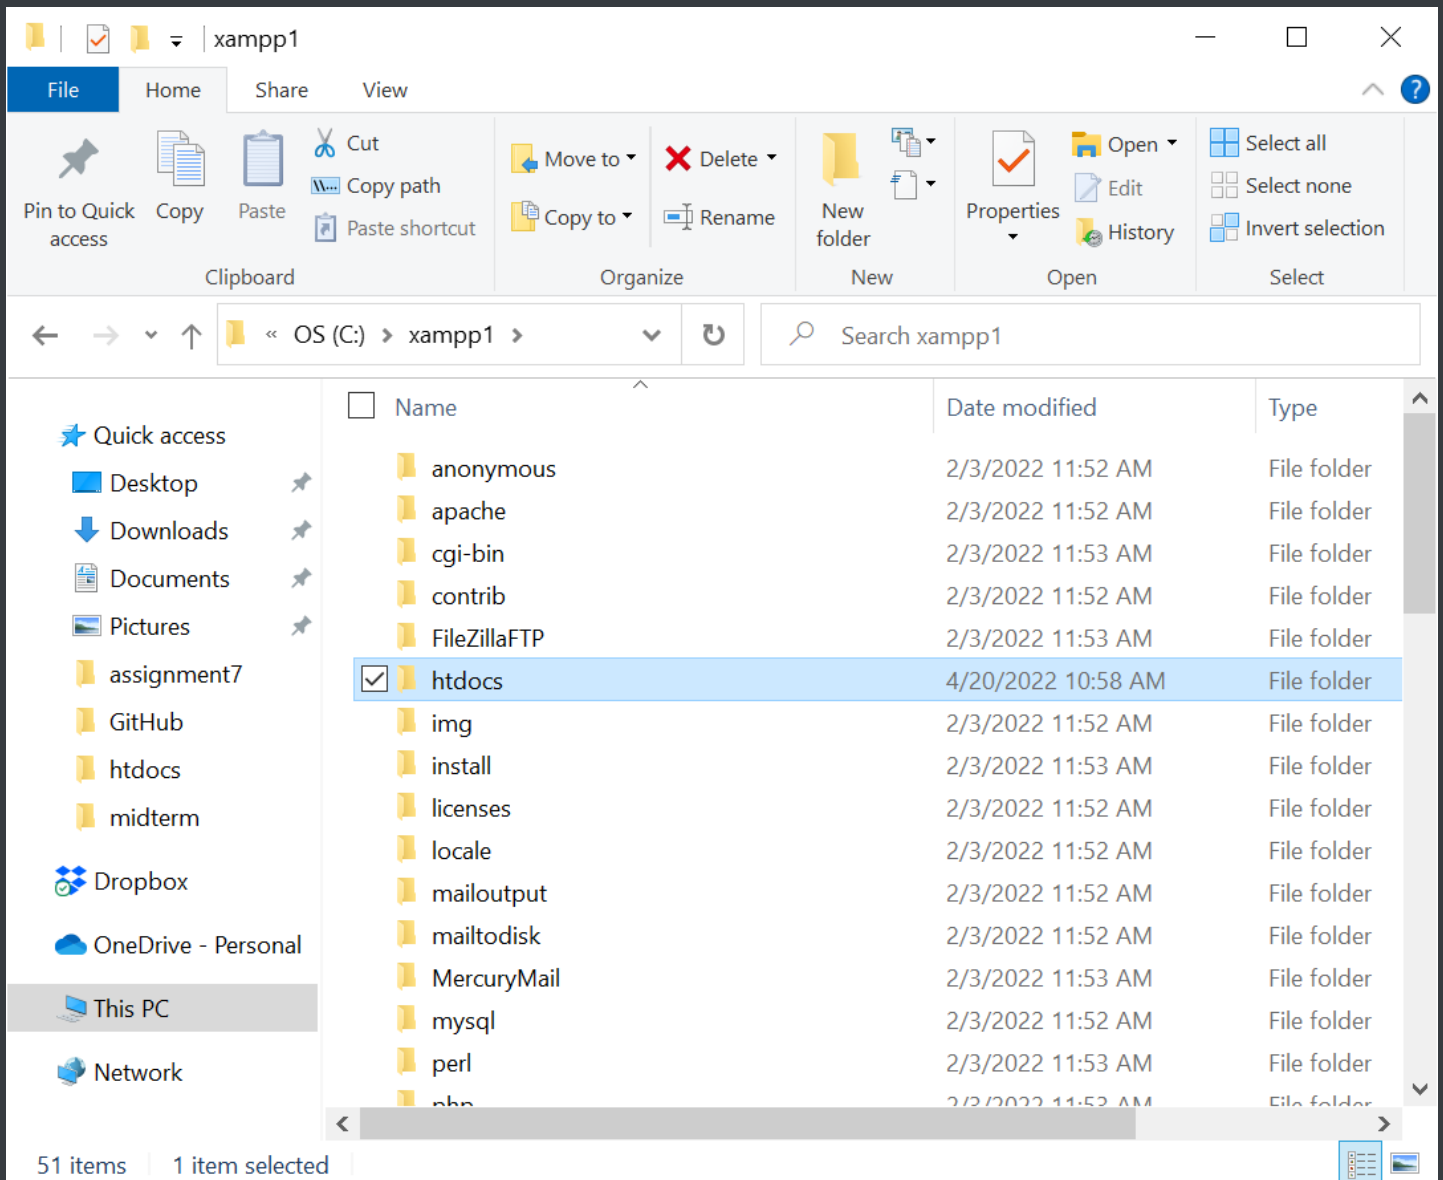 xampp1
File Home Share View
Pin to Quick access
Copy
Paste
Cut
Copy path
Paste shortcut
Clipboard
Move to
Copy to
Delete
Rename
Organize
New folder
New
Properties
Open
Edit
History
Open
Select all
Select none
Invert selection
Select
« OS (C:) > xampp1 >
Search xampp1
Quick access
Desktop
Downloads
Documents
Pictures
assignment7
GitHub
htdocs
midterm
Dropbox
OneDrive - Personal
This PC
Network
Name Date modified Type
anonymous 2/3/2022 11:52 AM File folder
apache 2/3/2022 11:52 AM File folder
cgi-bin 2/3/2022 11:53 AM File folder
contrib 2/3/2022 11:52 AM File folder
FileZillaFTP 2/3/2022 11:53 AM File folder
htdocs 4/20/2022 10:58 AM File folder
img 2/3/2022 11:52 AM File folder
install 2/3/2022 11:53 AM File folder
licenses 2/3/2022 11:52 AM File folder
locale 2/3/2022 11:52 AM File folder
mailoutput 2/3/2022 11:52 AM File folder
mailtodisk 2/3/2022 11:52 AM File folder
MercuryMail 2/3/2022 11:53 AM File folder
mysql 2/3/2022 11:52 AM File folder
perl 2/3/2022 11:53 AM File folder
php 2/3/2022 11:53 AM File folder
51 items 1 item selected